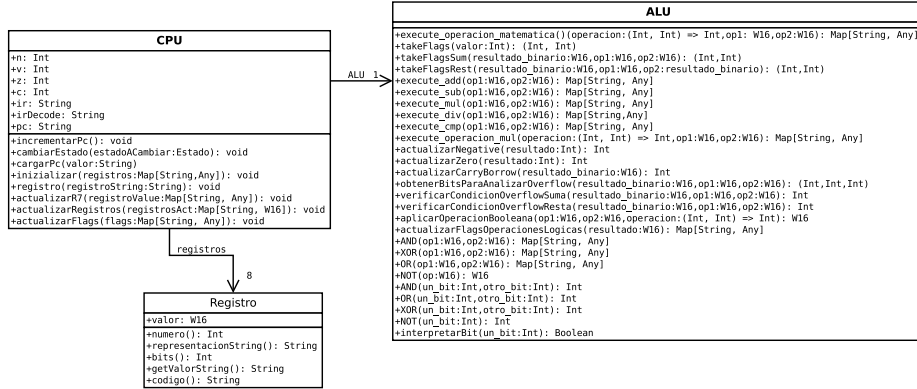 CPU
+n: Int
+v: Int
+z: Int
+c: Int
+ir: String
+irDecode: String
+pc: String
+incrementarPc(): void
+cambiarEstado(estadoACambiar:Estado): void
+cargarPc(valor:String)
+inizializar(registros:Map[String,Any]): void
+registro(registroString:String): void
+actualizarR7(registroValue:Map[String, Any]): void
+actualizarRegistros(registrosAct:Map[String, W16]): void
+actualizarFlags(flags:Map[String, Any]): void
ALU 1
registros
8
Registro
+valor: W16
+numero(): Int
+representacionString(): String
+bits(): Int
+getValorString(): String
+codigo(): String
ALU
+execute_operacion_matematica()(operacion:(Int, Int) => Int,op1: W16,op2:W16): Map[String, Any]
+takeFlags(valor:Int): (Int, Int)
+takeFlagsSum(resultado_binario:W16,op1:W16,op2:W16): (Int,Int)
+takeFlagsRest(resultado_binario:W16,op1:W16,op2:resultado_binario): (Int,Int)
+execute_add(op1:W16,op2:W16): Map[String, Any]
+execute_sub(op1:W16,op2:W16): Map[String, Any]
+execute_mul(op1:W16,op2:W16): Map[String, Any]
+execute_div(op1:W16,op2:W16): Map[String,Any]
+execute_cmp(op1:W16,op2:W16): Map[String, Any]
+execute_operacion_mul(operacion:(Int, Int) => Int,op1:W16,op2:W16): Map[String, Any]
+actualizarNegative(resultado:Int): Int
+actualizarZero(resultado:Int): Int
+actualizarCarryBorrow(resultado:W16): Int
+obtenerBitsParaAnalizarOverflow(resultado_binario:W16,op1:W16,op2:W16): (Int,Int,Int)
+verificarCondicionOverflowSuma(resultado_binario:W16,op1:W16,op2:W16): Int
+verificarCondicionOverflowResta(resultado_binario:W16,op1:W16,op2:W16): Int
+aplicarOperacionBooleana(op1:W16,op2:W16,operacion:(Int, Int) => Int): W16
+actualizarFlagsOperacionesLogicas(resultado:W16): Map[String, Any]
+AND(op1:W16,op2:W16): Map[String, Any]
+XOR(op1:W16,op2:W16): Map[String, Any]
+OR(op1:W16,op2:W16): Map[String, Any]
+NOT(op:W16): W16
+AND(un_bit:Int,otro_bit:Int): Int
+OR(un_bit:Int,otro_bit:Int): Int
+XOR(un_bit:Int,otro_bit:Int): Int
+NOT(un_bit:Int): Int
+interpretarBit(un_bit:Int): Boolean